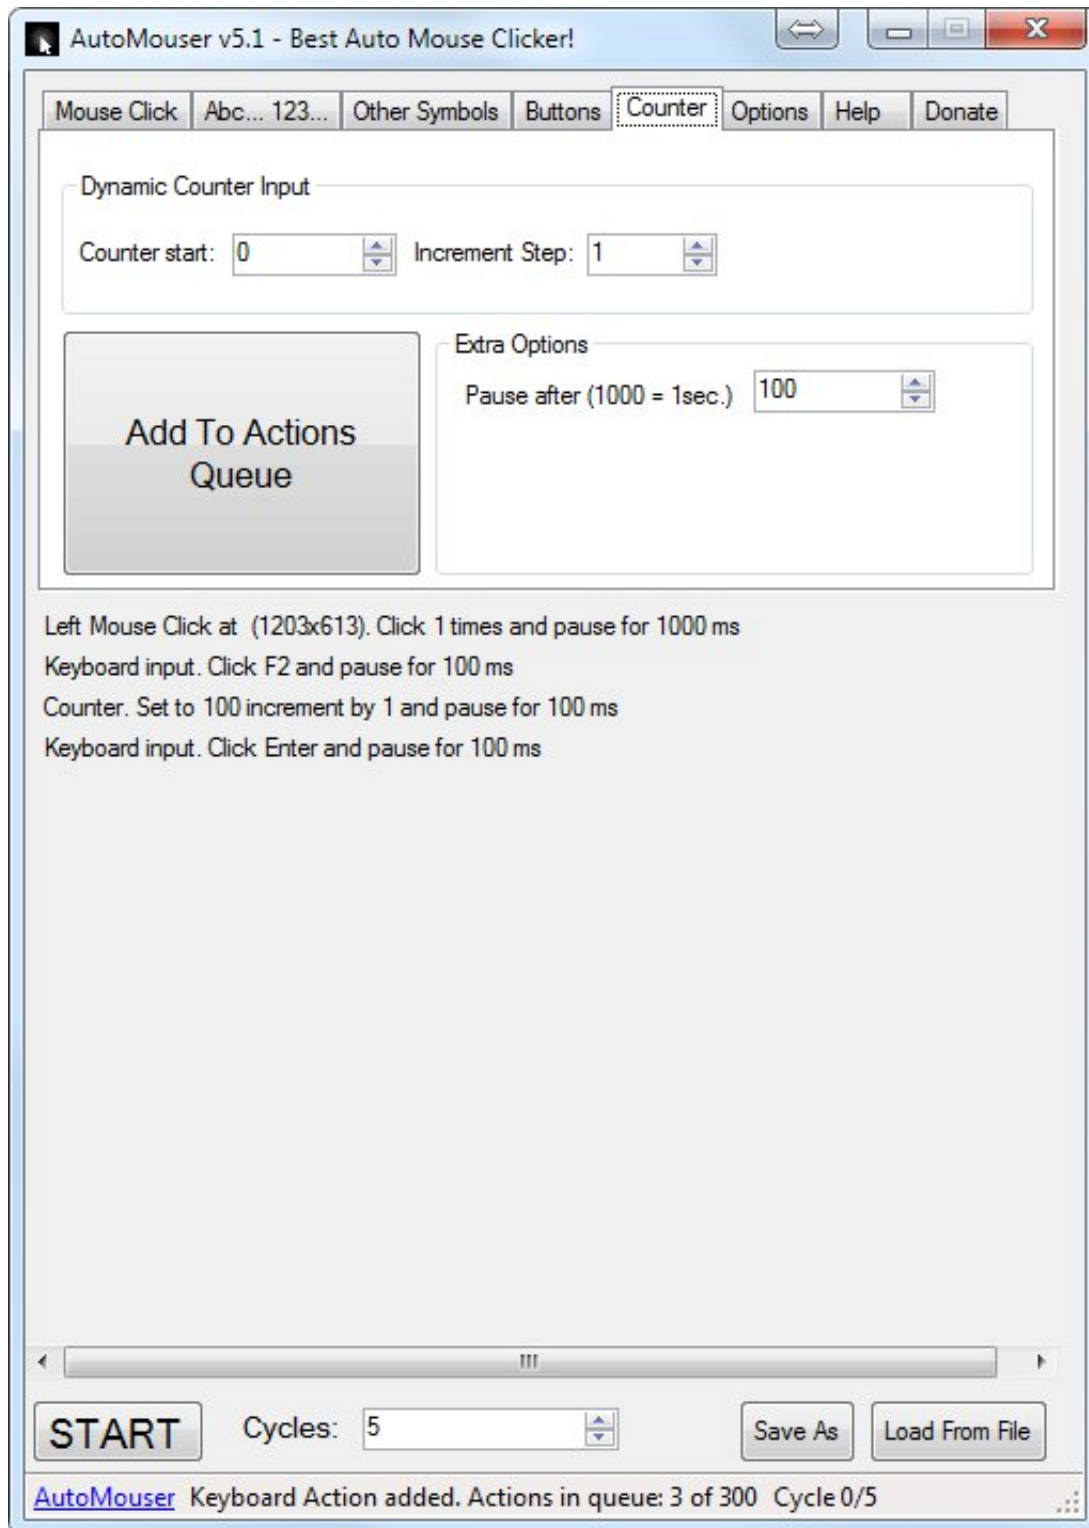 AutoMouser v5.1 - Best Auto Mouse Clicker!
Mouse Click Abc... 123... Other Symbols Buttons Counter Options Help Donate
Dynamic Counter Input
Counter start: 0 Increment Step: 1
Extra Options
Pause after (1000 = 1sec.) 100
Add To Actions
Queue
Left Mouse Click at (1203x613). Click 1 times and pause for 1000 ms
Keyboard input. Click F2 and pause for 100 ms
Counter. Set to 100 increment by 1 and pause for 100 ms
Keyboard input. Click Enter and pause for 100 ms
START Cycles: 5 Save As Load From File
AutoMouser Keyboard Action added. Actions in queue: 3 of 300 Cycle 0/5